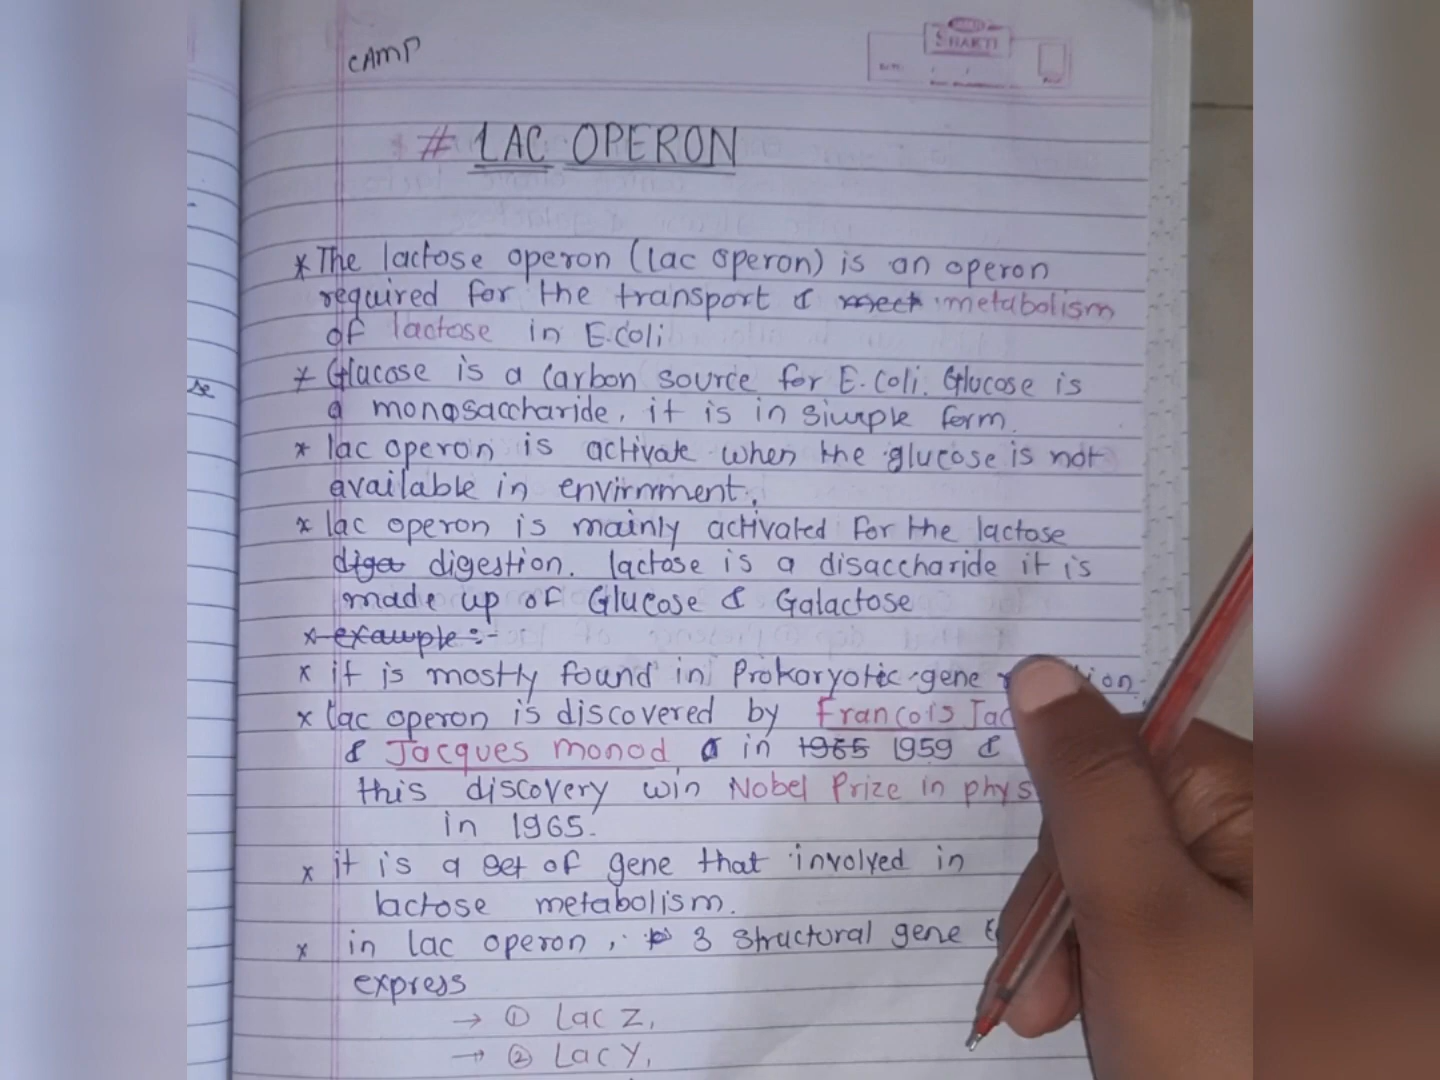 CAMP
SHAKTI
# LAC OPERON
* The lactose operon (lac operon) is an operon
required for the transport & meet metabolism
of lactose in E.coli
* Glucose is a carbon source for E.coli. Glucose is
a monosaccharide, it is in simple form.
* lac operon is activate when the glucose is not
available in envirnment.
* lac operon is mainly activated for the lactose
diges digestion. lactose is a disaccharide it is
made up of Glucose & Galactose
* example :-
* it is mostly found in Prokaryotic gene
* lac operon is discovered by Francois Jac
& Jacques monod in 1965 1959 &
this discovery win Nobel Prize in phys
in 1965.
* it is a set of gene that involved in
lactose metabolism.
* in lac operon, 3 structural gene
express
→ ① Lac Z,
→ ② Lac Y,